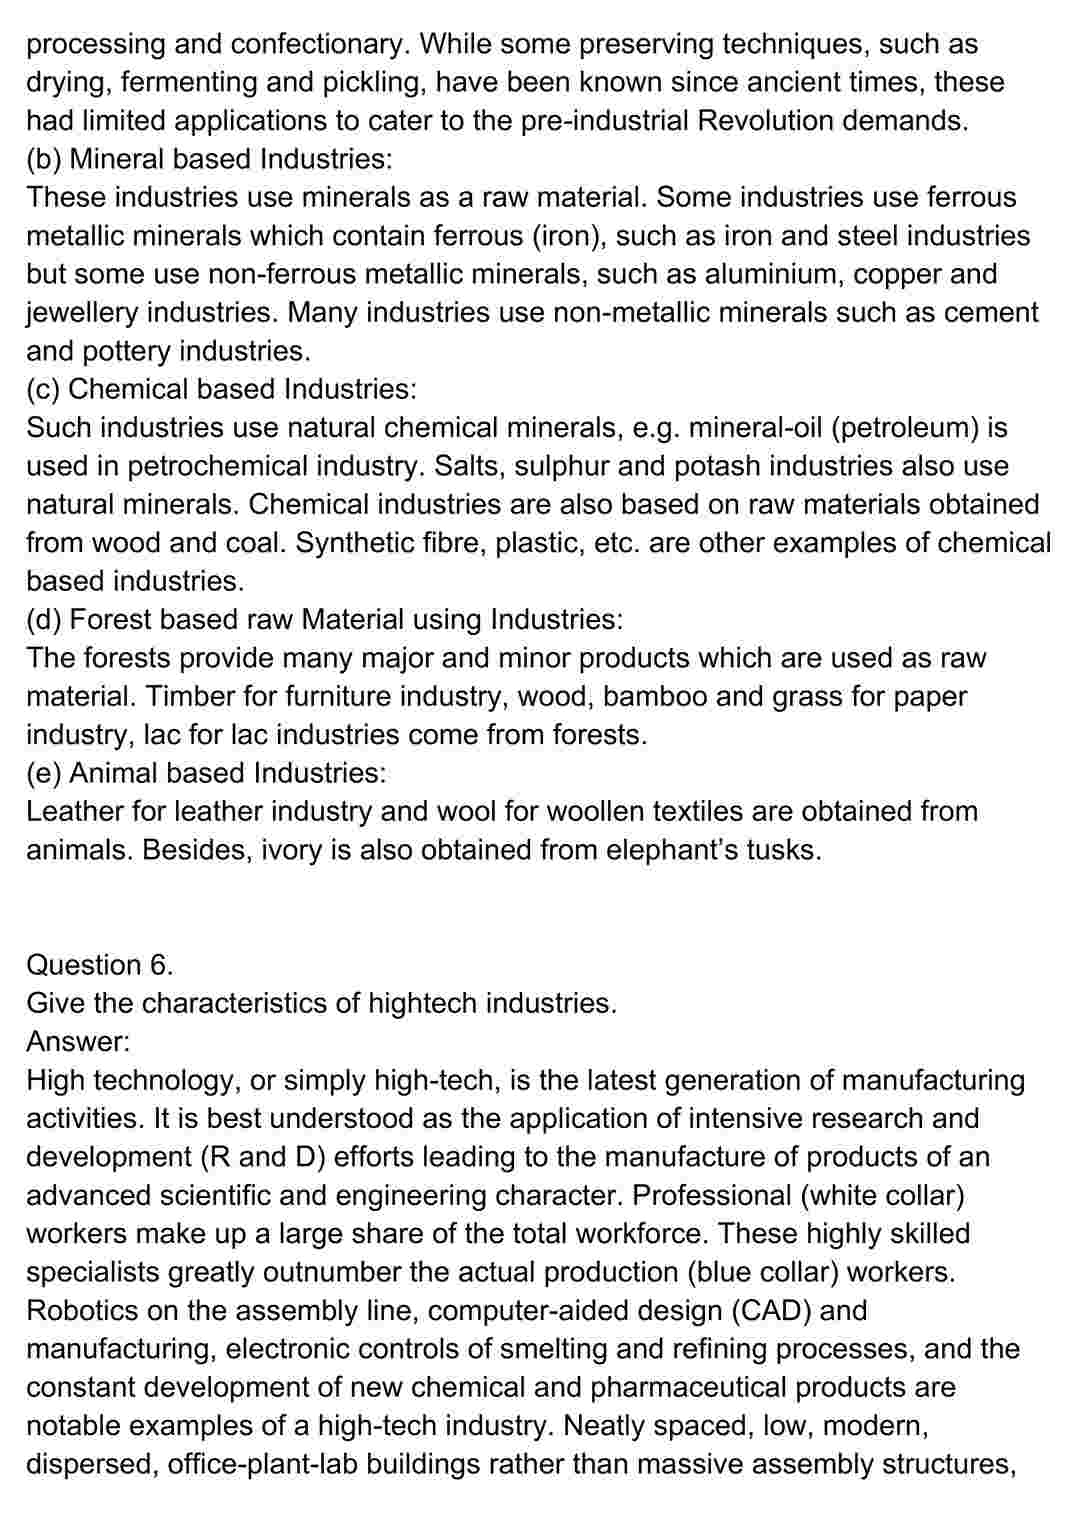 processing and confectionary. While some preserving techniques, such as
drying, fermenting and pickling, have been known since ancient times, these
had limited applications to cater to the pre-industrial Revolution demands.
(b) Mineral based Industries:
These industries use minerals as a raw material. Some industries use ferrous
metallic minerals which contain ferrous (iron), such as iron and steel industries
but some use non-ferrous metallic minerals, such as aluminium, copper and
jewellery industries. Many industries use non-metallic minerals such as cement
and pottery industries.
(c) Chemical based Industries:
Such industries use natural chemical minerals, e.g. mineral-oil (petroleum) is
used in petrochemical industry. Salts, sulphur and potash industries also use
natural minerals. Chemical industries are also based on raw materials obtained
from wood and coal. Synthetic fibre, plastic, etc. are other examples of chemical
based industries.
(d) Forest based raw Material using Industries:
The forests provide many major and minor products which are used as raw
material. Timber for furniture industry, wood, bamboo and grass for paper
industry, lac for lac industries come from forests.
(e) Animal based Industries:
Leather for leather industry and wool for woollen textiles are obtained from
animals. Besides, ivory is also obtained from elephant's tusks.
Question 6.
Give the characteristics of hightech industries.
Answer:
High technology, or simply high-tech, is the latest generation of manufacturing
activities. It is best understood as the application of intensive research and
development (R and D) efforts leading to the manufacture of products of an
advanced scientific and engineering character. Professional (white collar)
workers make up a large share of the total workforce. These highly skilled
specialists greatly outnumber the actual production (blue collar) workers.
Robotics on the assembly line, computer-aided design (CAD) and
manufacturing, electronic controls of smelting and refining processes, and the
constant development of new chemical and pharmaceutical products are
notable examples of a high-tech industry. Neatly spaced, low, modern,
dispersed, office-plant-lab buildings rather than massive assembly structures,